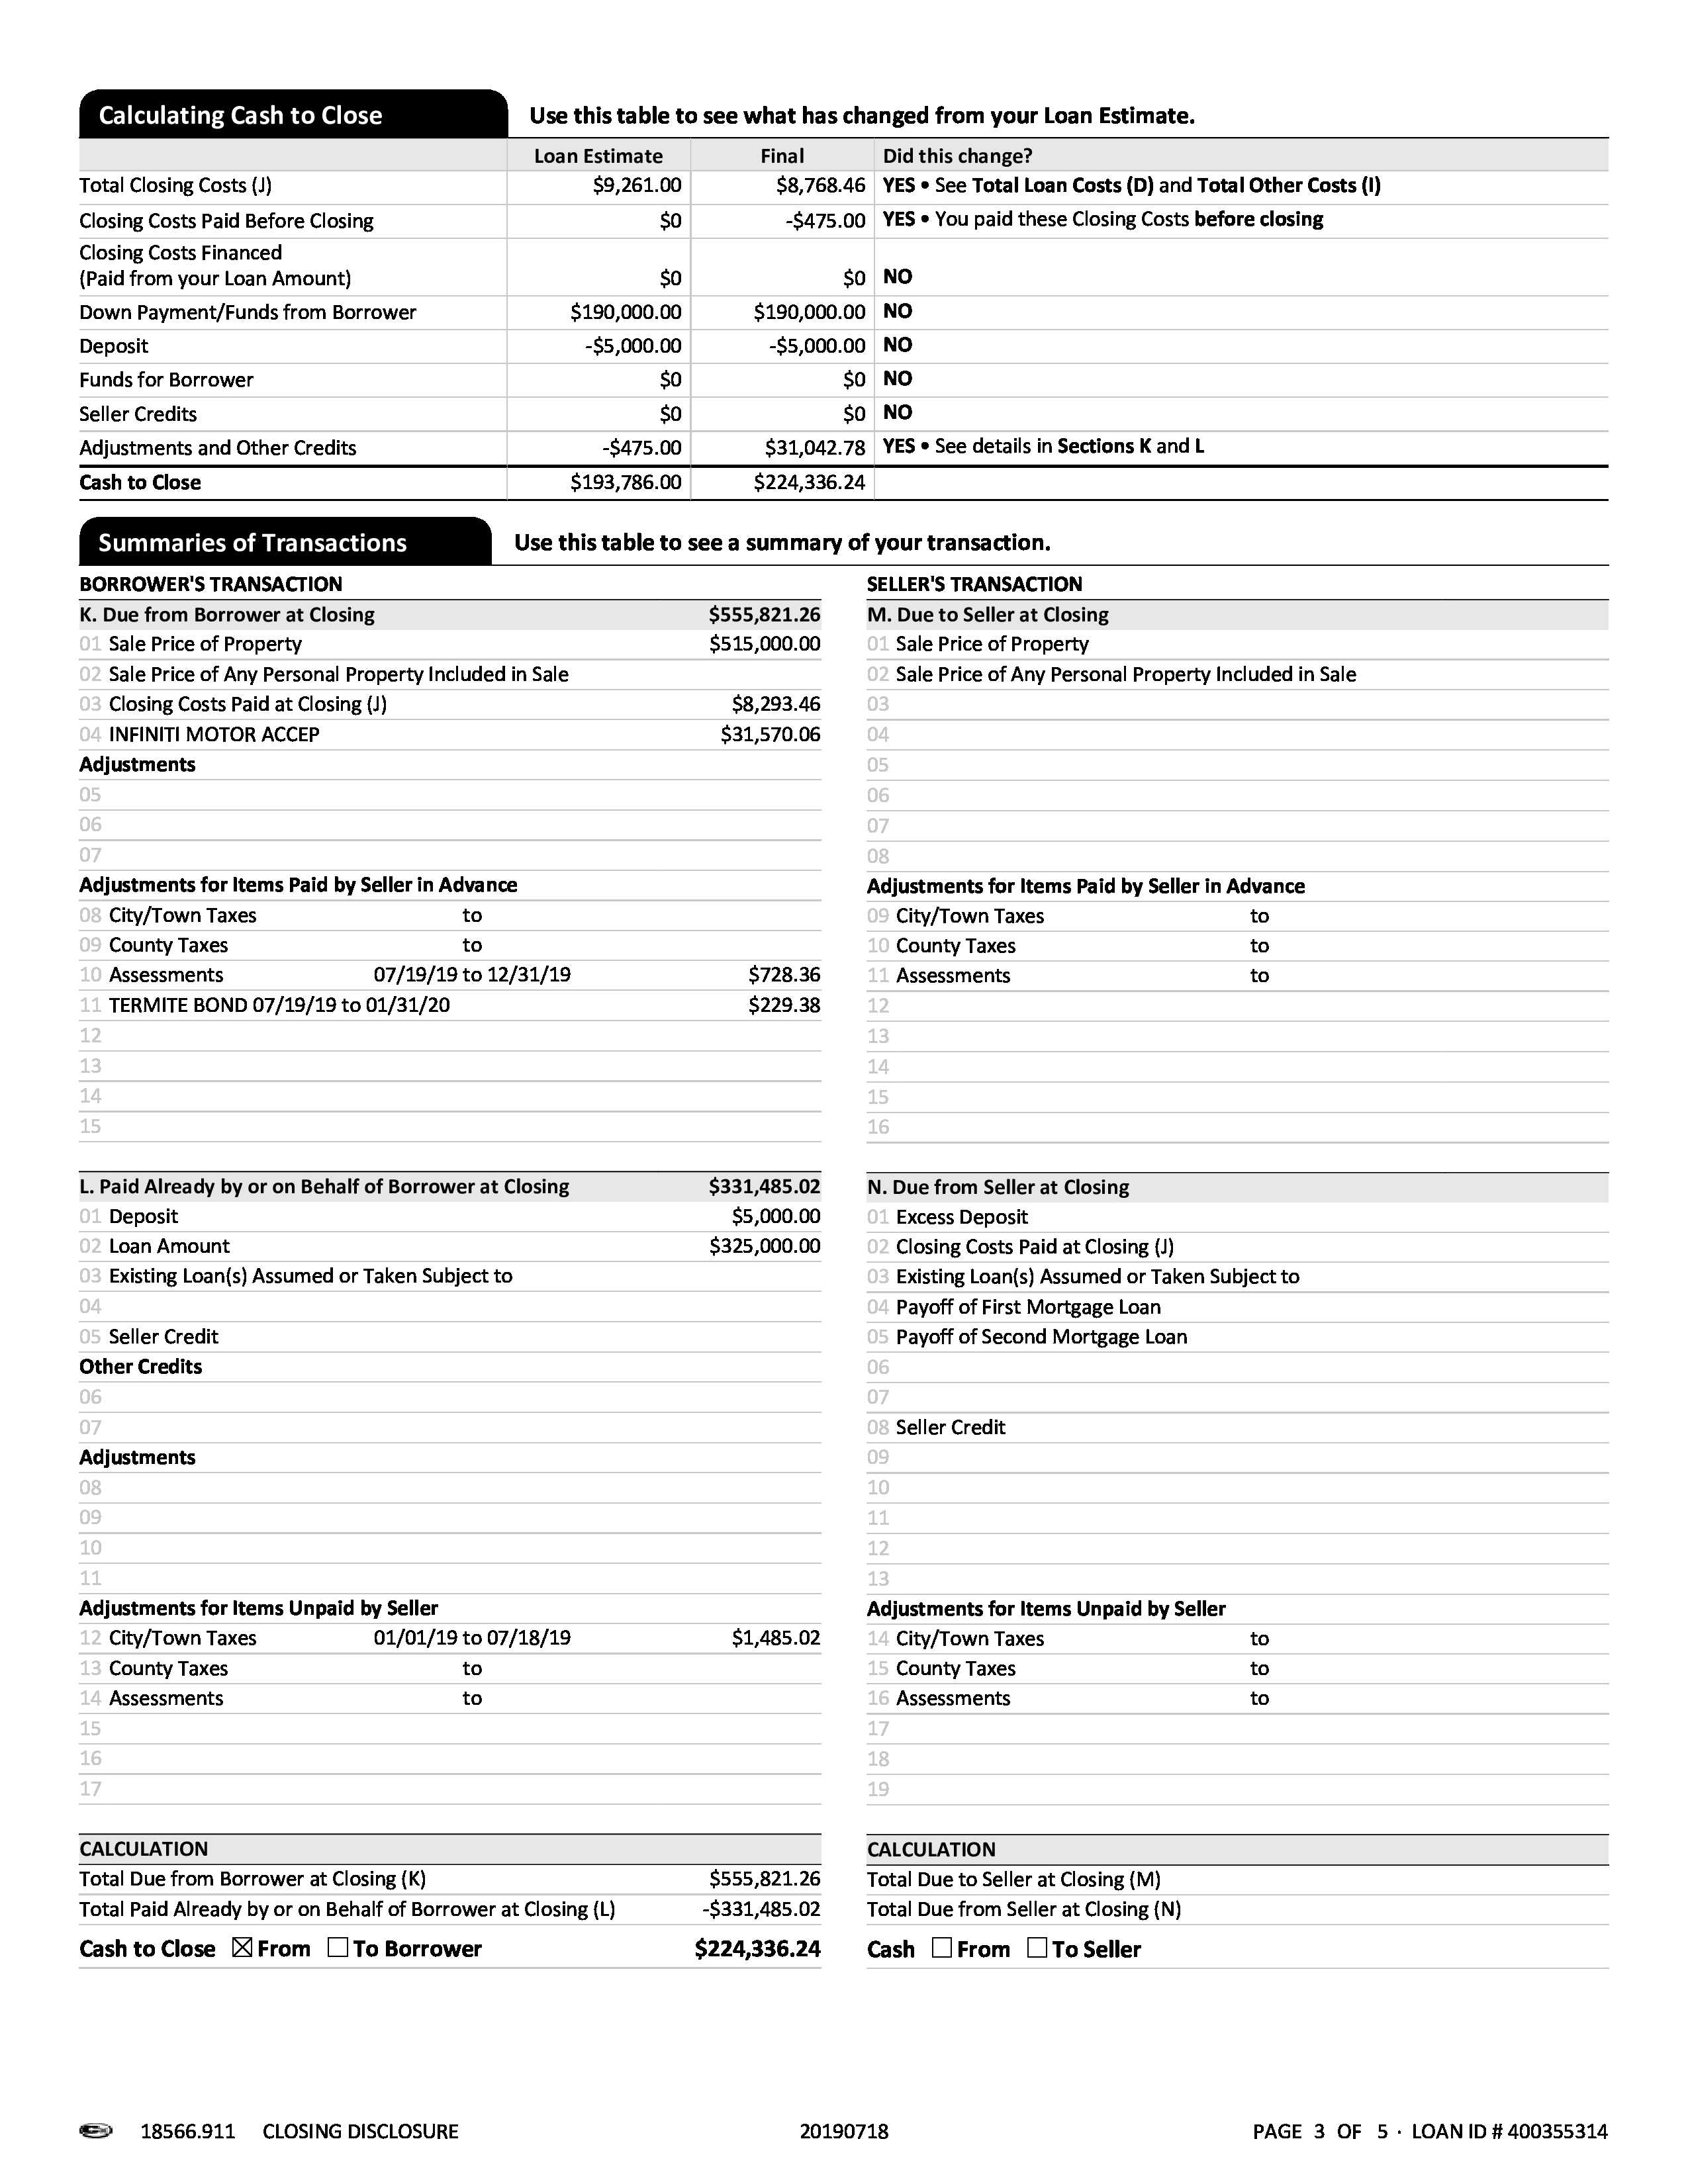 Calculating Cash to Close Use this table to see what has changed from your Loan Estimate.
Loan Estimate Final Did this change?
Total Closing Costs (J) $9,261.00 $8,768.46 YES • See Total Loan Costs (D) and Total Other Costs (I)
Closing Costs Paid Before Closing $0 -$475.00 YES • You paid these Closing Costs before closing
Closing Costs Financed
(Paid from your Loan Amount) $0 $0 NO
Down Payment/Funds from Borrower $190,000.00 $190,000.00 NO
Deposit -$5,000.00 -$5,000.00 NO
Funds for Borrower $0 $0 NO
Seller Credits $0 $0 NO
Adjustments and Other Credits -$475.00 $31,042.78 YES • See details in Sections K and L
Cash to Close $193,786.00 $224,336.24
Summaries of Transactions Use this table to see a summary of your transaction.
BORROWER'S TRANSACTION
K. Due from Borrower at Closing $555,821.26
01 Sale Price of Property $515,000.00
02 Sale Price of Any Personal Property Included in Sale
03 Closing Costs Paid at Closing (J) $8,293.46
04 INFINITI MOTOR ACCEP $31,570.06
Adjustments
05
06
07
Adjustments for Items Paid by Seller in Advance
08 City/Town Taxes to
09 County Taxes to
10 Assessments 07/19/19 to 12/31/19 $728.36
11 TERMITE BOND 07/19/19 to 01/31/20 $229.38
12
13
14
15
L. Paid Already by or on Behalf of Borrower at Closing $331,485.02
01 Deposit $5,000.00
02 Loan Amount $325,000.00
03 Existing Loan(s) Assumed or Taken Subject to
04
05 Seller Credit
Other Credits
06
07
Adjustments
08
09
10
11
Adjustments for Items Unpaid by Seller
12 City/Town Taxes 01/01/19 to 07/18/19 $1,485.02
13 County Taxes to
14 Assessments to
15
16
17
CALCULATION
Total Due from Borrower at Closing (K) $555,821.26
Total Paid Already by or on Behalf of Borrower at Closing (L) -$331,485.02
Cash to Close ☒ From ☐ To Borrower $224,336.24
SELLER'S TRANSACTION
M. Due to Seller at Closing
01 Sale Price of Property
02 Sale Price of Any Personal Property Included in Sale
03
04
05
06
07
08
Adjustments for Items Paid by Seller in Advance
09 City/Town Taxes to
10 County Taxes to
11 Assessments to
12
13
14
15
16
N. Due from Seller at Closing
01 Excess Deposit
02 Closing Costs Paid at Closing (J)
03 Existing Loan(s) Assumed or Taken Subject to
04 Payoff of First Mortgage Loan
05 Payoff of Second Mortgage Loan
06
07
08 Seller Credit
09
10
11
12
13
Adjustments for Items Unpaid by Seller
14 City/Town Taxes to
15 County Taxes to
16 Assessments to
17
18
19
CALCULATION
Total Due to Seller at Closing (M)
Total Due from Seller at Closing (N)
Cash ☐ From ☐ To Seller
18566.911 CLOSING DISCLOSURE 20190718 PAGE 3 OF 5 · LOAN ID # 400355314